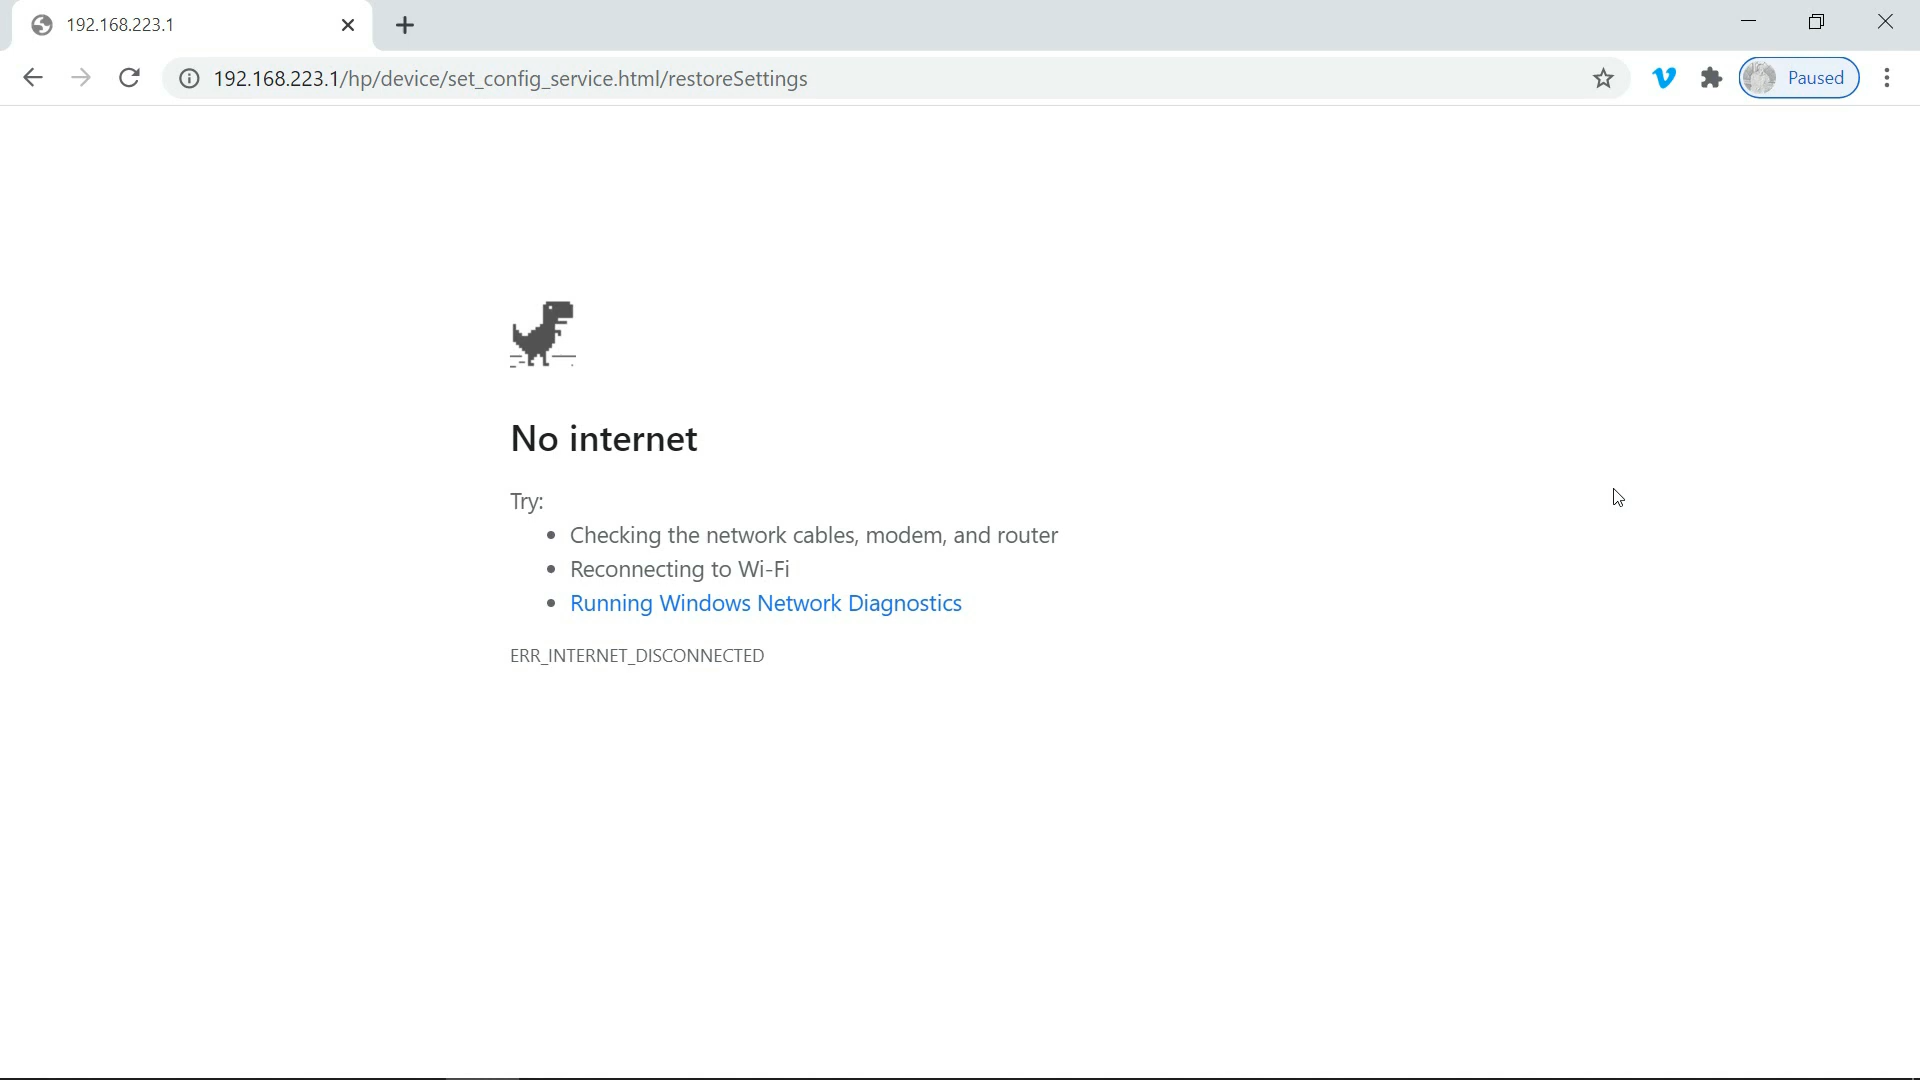 192.168.223.1
192.168.223.1/hp/device/set_config_service.html/restoreSettings
Paused
No internet
Try:
Checking the network cables, modem, and router
Reconnecting to Wi-Fi
Running Windows Network Diagnostics
ERR_INTERNET_DISCONNECTED